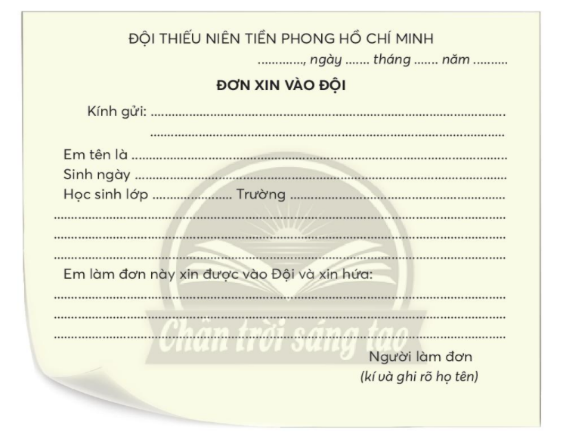 ĐỘI THIẾU NIÊN TIỀN PHONG HỒ CHÍ MINH
............, ngày ....... tháng ....... năm ..........
ĐƠN XIN VÀO ĐỘI
Kính gửi: ................................................................................
................................................................................
Em tên là ................................................................................
Sinh ngày ................................................................................
Học sinh lớp .................... Trường ..................................................
................................................................................
................................................................................
................................................................................
Em làm đơn này xin được vào Đội và xin hứa:
................................................................................
................................................................................
................................................................................
Chân trời sáng tạo
Người làm đơn
(kí và ghi rõ họ tên)